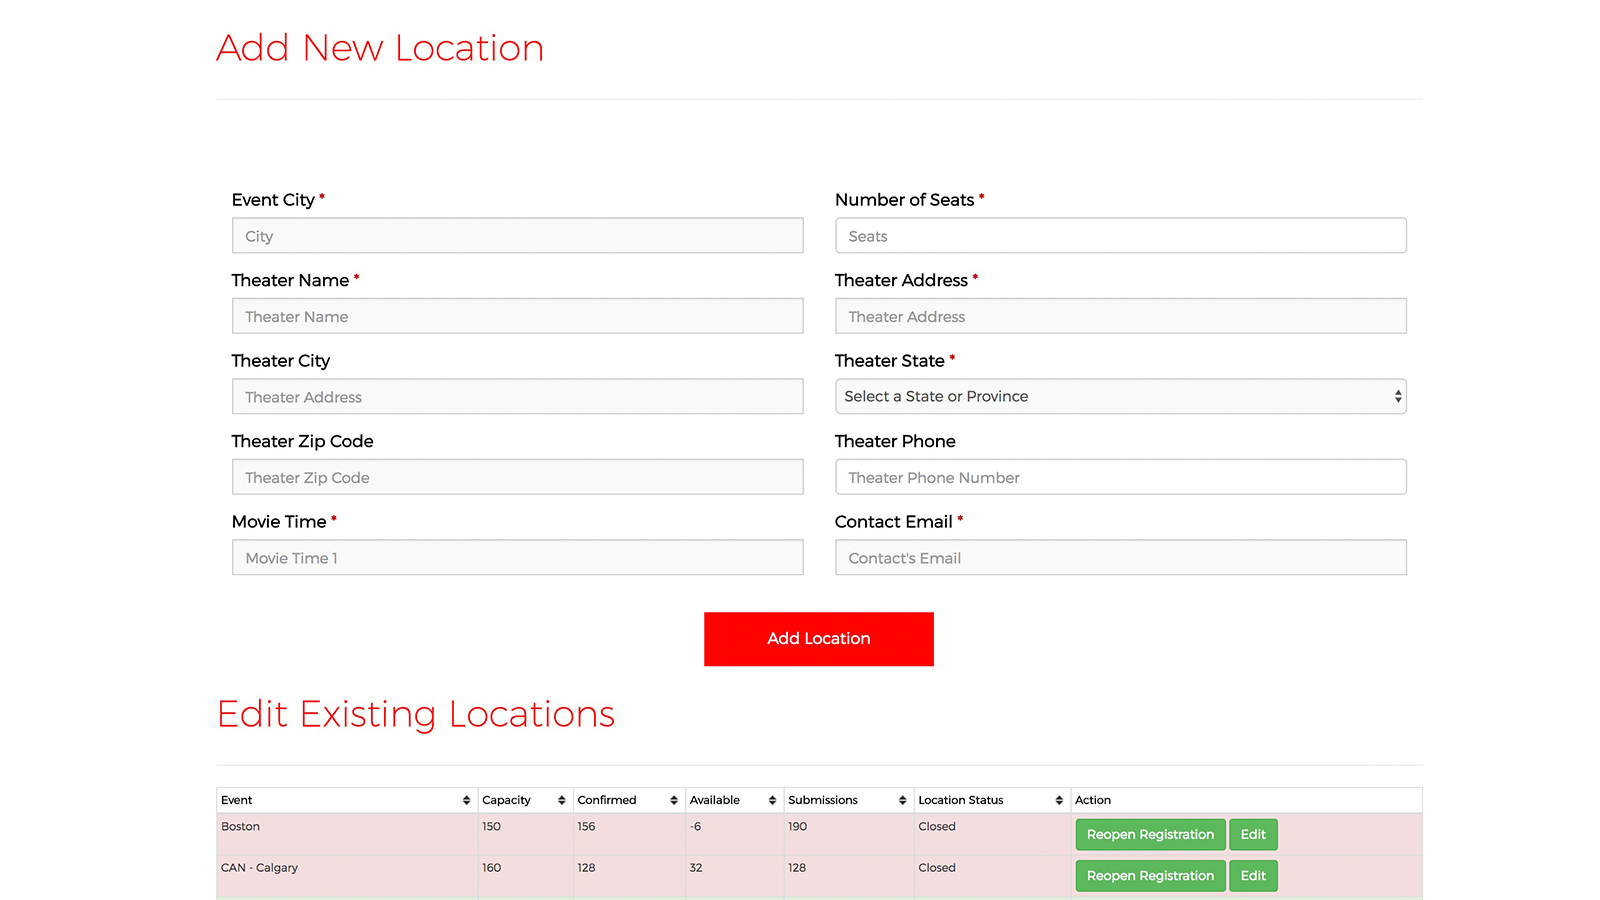 Add New Location
Event City * Number of Seats *
City Seats
Theater Name * Theater Address *
Theater Name Theater Address
Theater City Theater State *
Theater Address Select a State or Province
Theater Zip Code Theater Phone
Theater Zip Code Theater Phone Number
Movie Time * Contact Email *
Movie Time 1 Contact's Email
Add Location
Edit Existing Locations
Event Capacity Confirmed Available Submissions Location Status Action
Boston 150 156 -6 190 Closed Reopen Registration Edit
CAN - Calgary 160 128 32 128 Closed Reopen Registration Edit